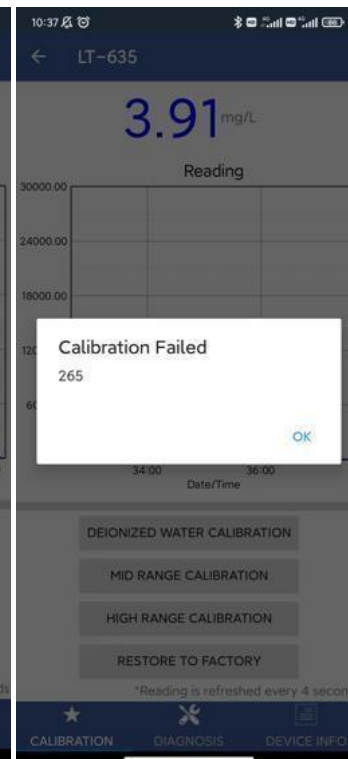 10:37
LT-635
3.91 mg/L
Reading
30000.00
24000.00
18000.00
Calibration Failed
265
OK
34:00 36:00
Date/Time
DEIONIZED WATER CALIBRATION
MID RANGE CALIBRATION
HIGH RANGE CALIBRATION
RESTORE TO FACTORY
*Reading is refreshed every 4 secon
CALIBRATION DIAGNOSIS DEVICE INFO